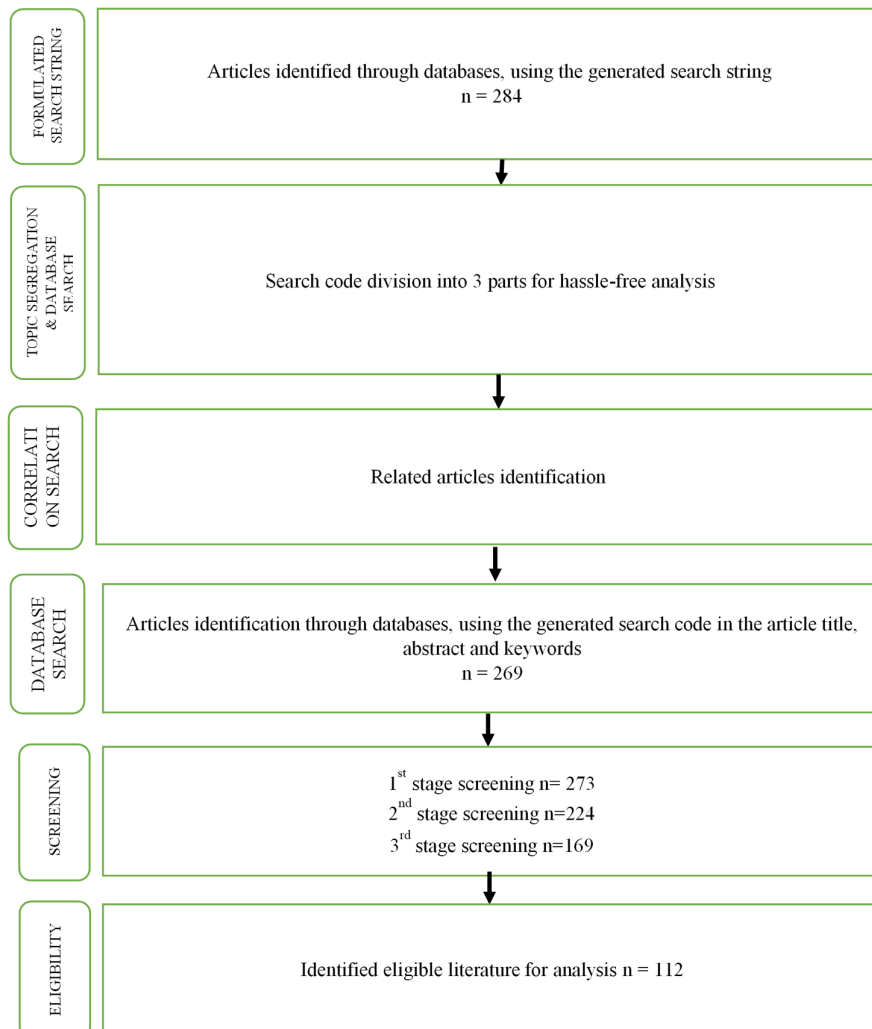 FORMULATED
SEARCH STRING
Articles identified through databases, using the generated search string
n = 284
TOPIC SEGREGATION
& DATABASE
SEARCH
Search code division into 3 parts for hassle-free analysis
CORRELATI
ON SEARCH
Related articles identification
DATABASE
SEARCH
Articles identification through databases, using the generated search code in the article title,
abstract and keywords
n = 269
SCREENING
1st stage screening n= 273
2nd stage screening n=224
3rd stage screening n=169
ELIGIBILITY
Identified eligible literature for analysis n = 112